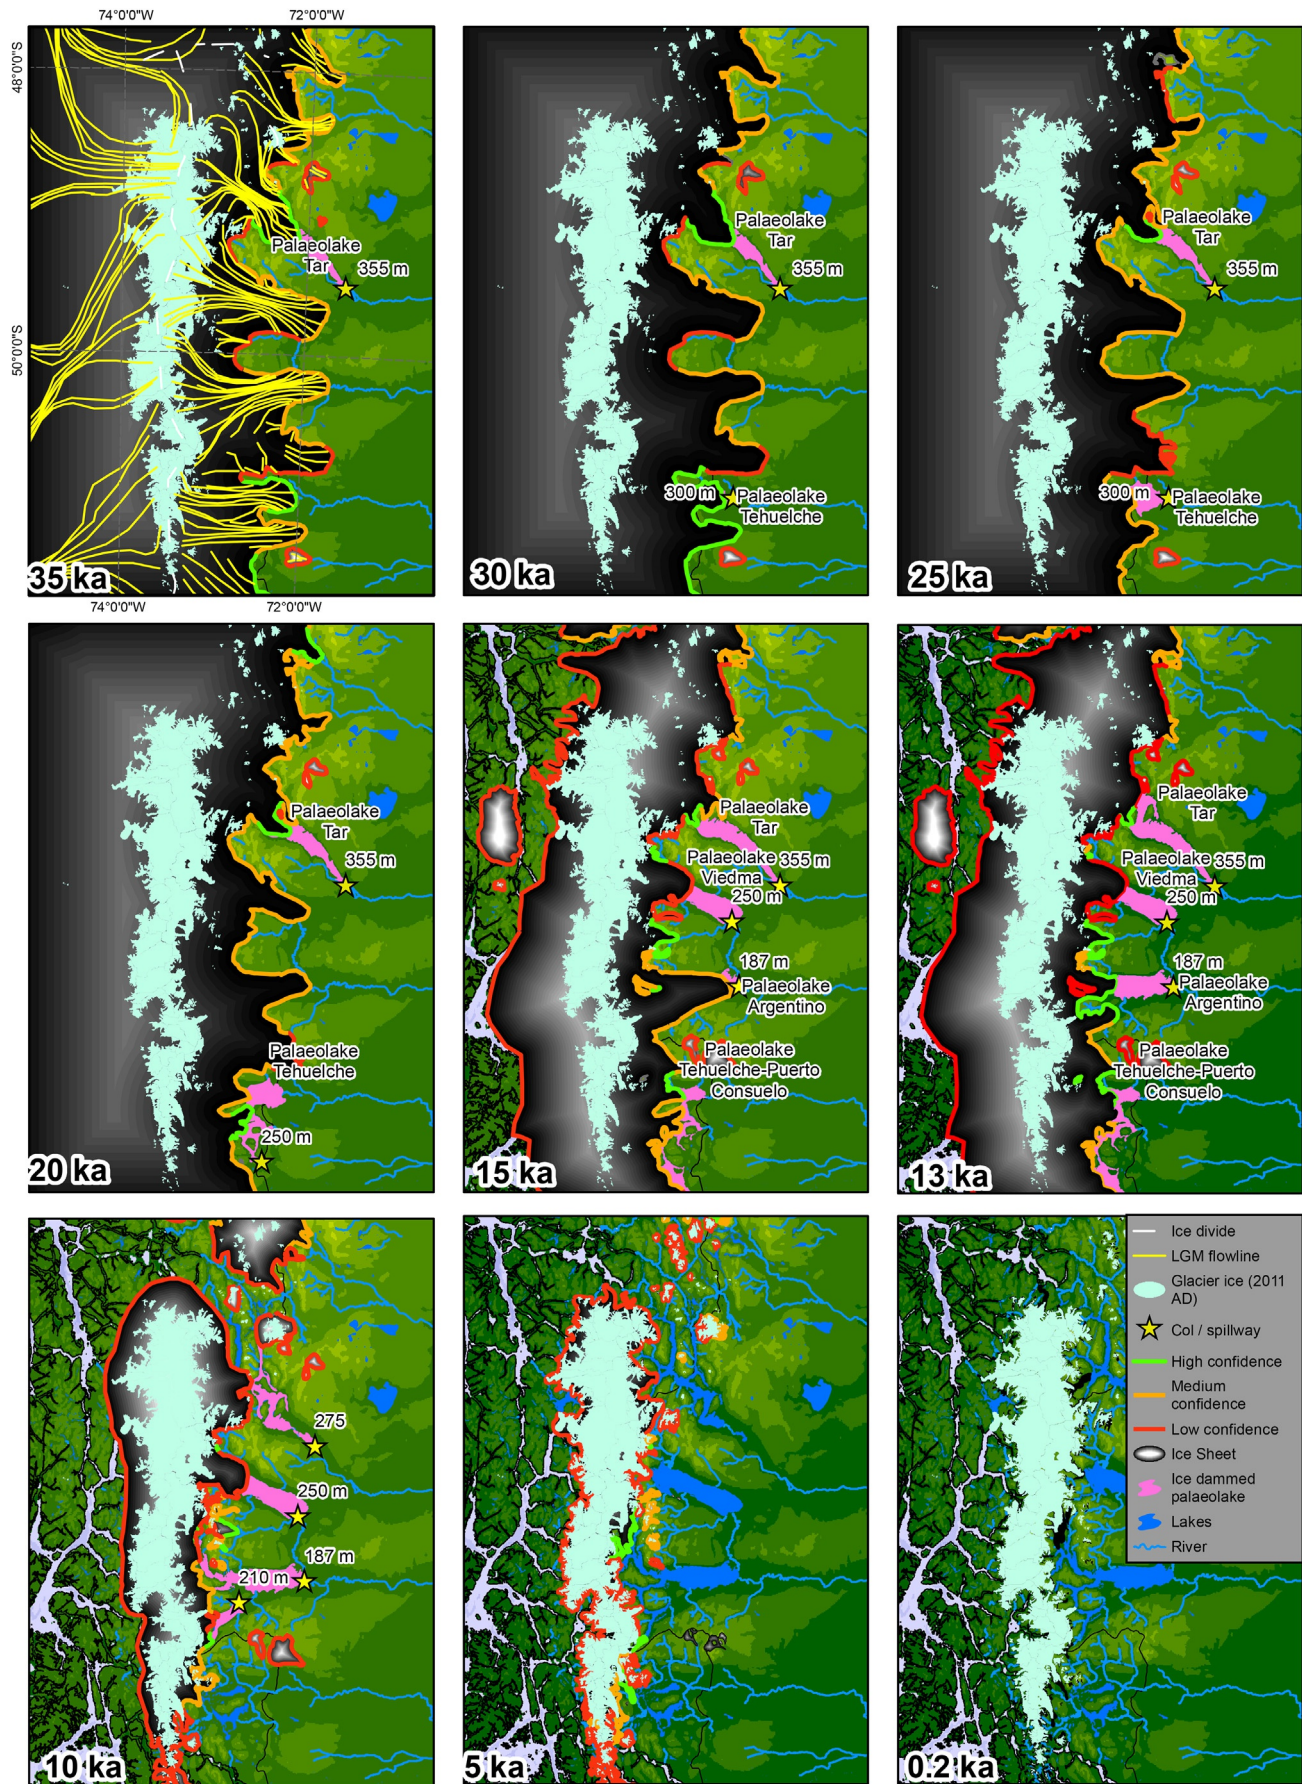 74°0'0"W
72°0'0"W
48°0'0"S
50°0'0"S
Palaeolake
Tar
355 m
35 ka
74°0'0"W
72°0'0"W
Palaeolake
Tar
355 m
300 m
Palaeolake
Tehuelche
30 ka
Palaeolake
Tar
355 m
300 m
Palaeolake
Tehuelche
25 ka
Palaeolake
Tar
355 m
Palaeolake
Tehuelche
250 m
20 ka
Palaeolake
Tar
Palaeolake
Viedma
355 m
250 m
187 m
Palaeolake
Argentino
Palaeolake
Tehuelche-Puerto
Consuelo
15 ka
Palaeolake
Tar
Palaeolake
Viedma
355 m
250 m
187 m
Palaeolake
Argentino
Palaeolake
Tehuelche-Puerto
Consuelo
13 ka
275
250 m
187 m
210 m
10 ka
5 ka
0.2 ka
Ice divide
LGM flowline
Glacier ice (2011
AD)
Col / spillway
High confidence
Medium
confidence
Low confidence
Ice Sheet
Ice dammed
palaeolake
Lakes
River